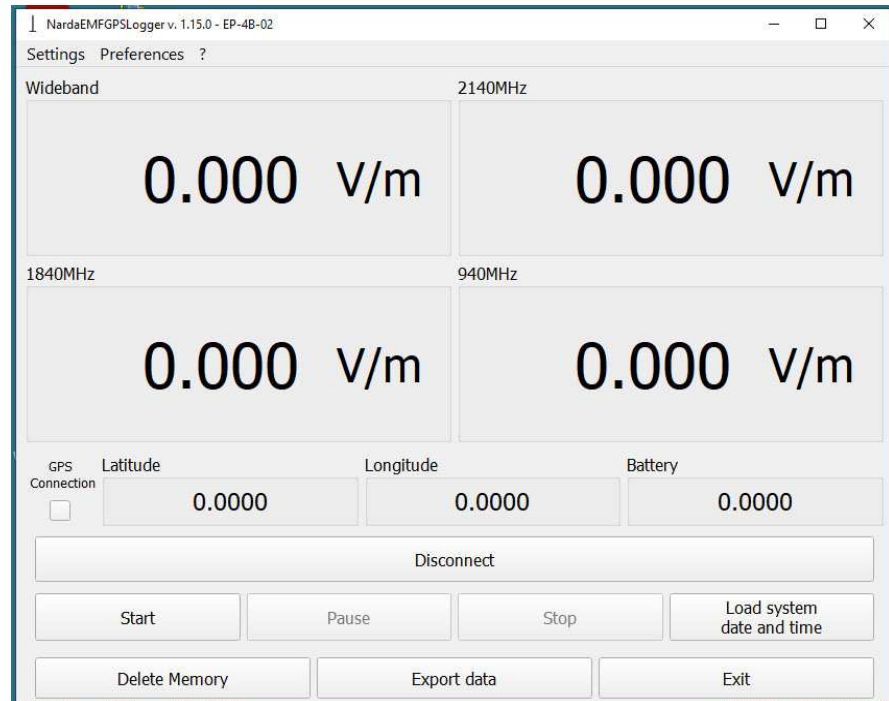 NardaEMFGPSLogger v. 1.15.0 - EP-4B-02
Settings Preferences ?
Wideband 2140MHz
0.000 V/m 0.000 V/m
1840MHz 940MHz
0.000 V/m 0.000 V/m
GPS Connection Latitude Longitude Battery
0.0000 0.0000 0.0000
Disconnect
Start Pause Stop Load system date and time
Delete Memory Export data Exit